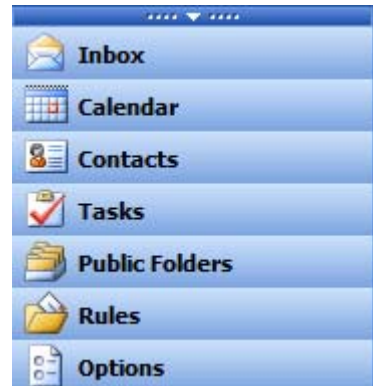 Inbox
Calendar
Contacts
Tasks
Public Folders
Rules
Options